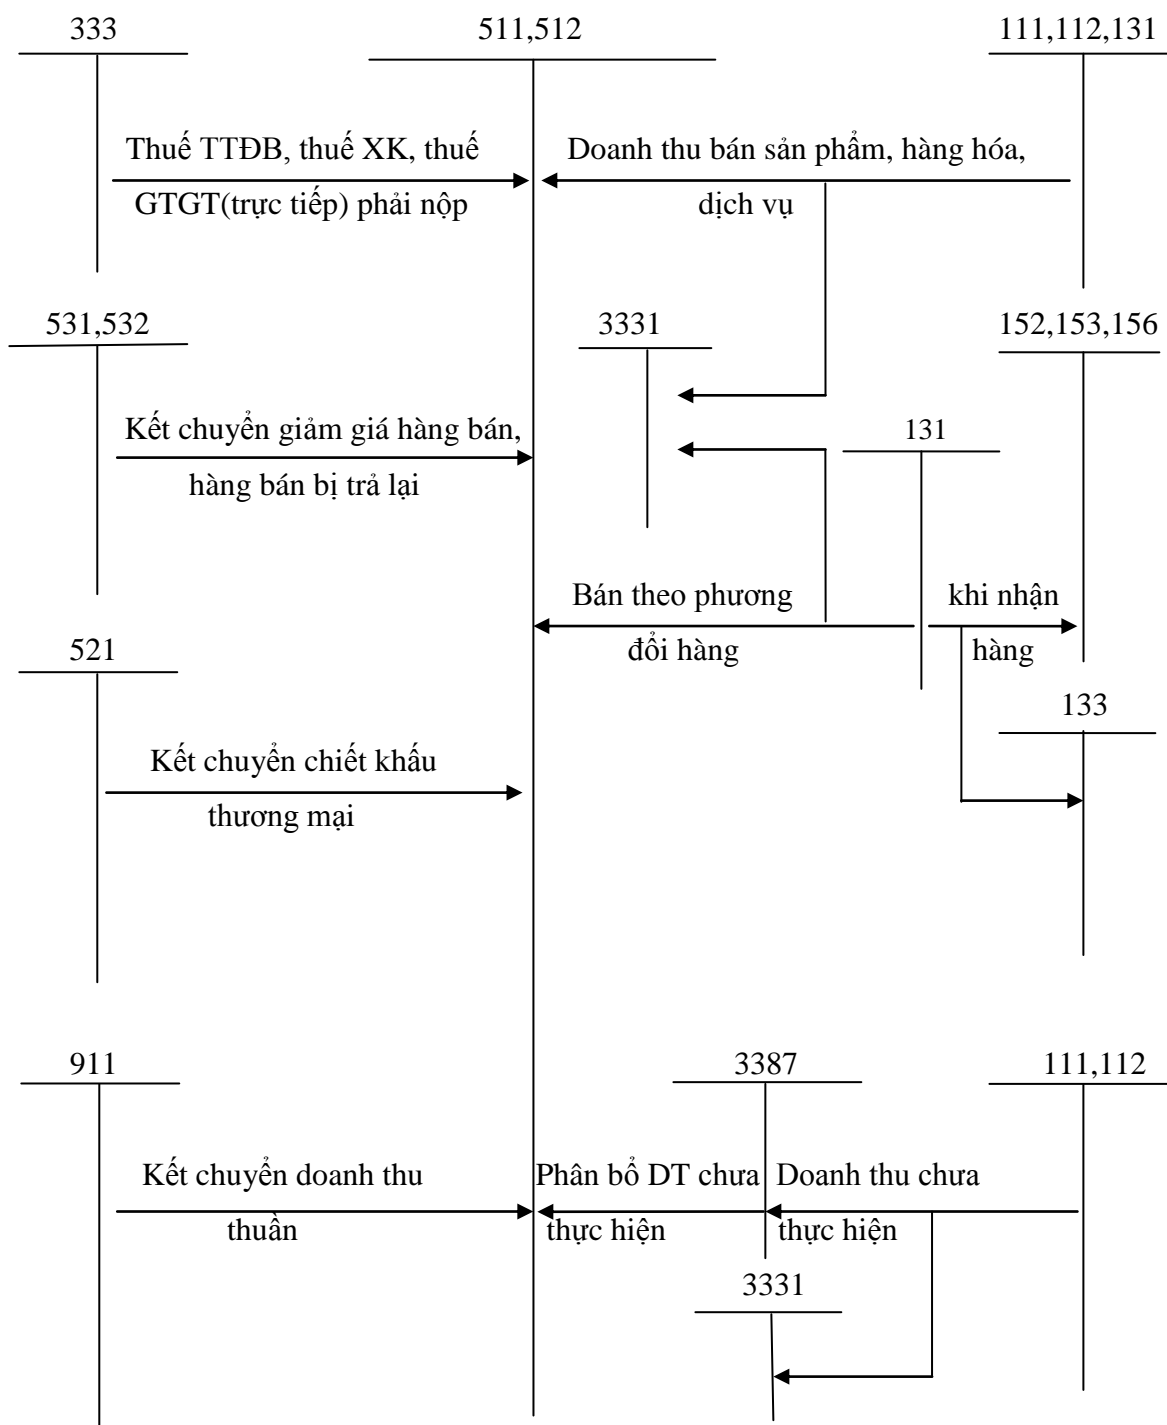 333
511,512
111,112,131
Thuế TTĐB, thuế XK, thuế
GTGT(trực tiếp) phải nộp
Doanh thu bán sản phẩm, hàng hóa,
dịch vụ
531,532
3331
152,153,156
Kết chuyển giảm giá hàng bán,
hàng bán bị trả lại
131
Bán theo phương
đổi hàng
khi nhận
hàng
521
133
Kết chuyển chiết khấu
thương mại
911
3387
111,112
Kết chuyển doanh thu
thuần
Phân bổ DT chưa
thực hiện
Doanh thu chưa
thực hiện
3331